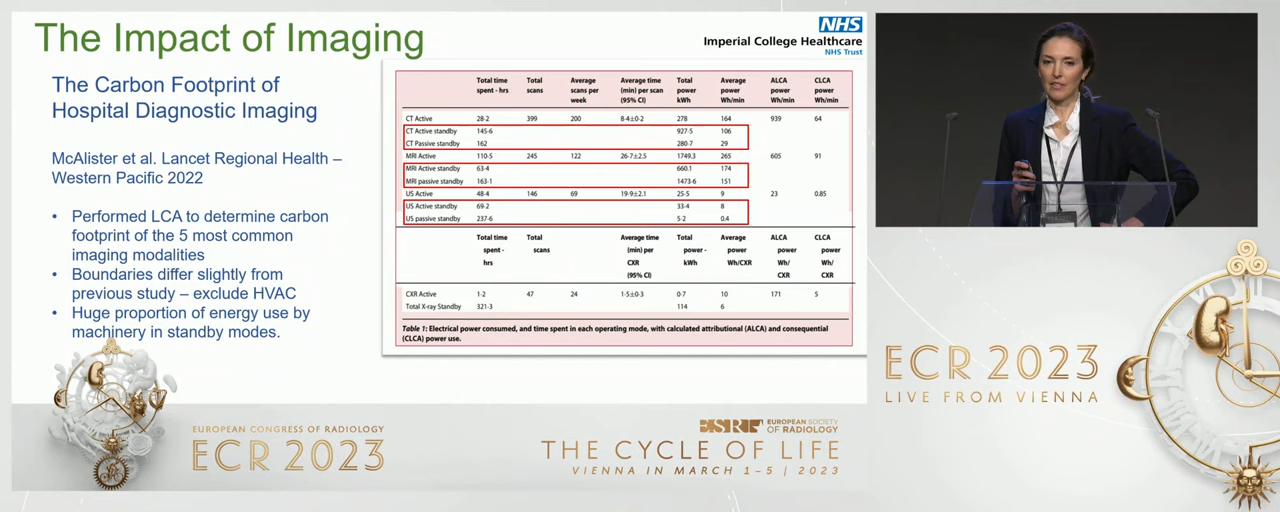 The Impact of Imaging
NHS
Imperial College Healthcare
NHS Trust
The Carbon Footprint of
Hospital Diagnostic Imaging
McAlister et al. Lancet Regional Health –
Western Pacific 2022
• Performed LCA to determine carbon
footprint of the 5 most common
imaging modalities
• Boundaries differ slightly from
previous study – exclude HVAC
• Huge proportion of energy use by
machinery in standby modes.
Total time Total Average Average time Total Average ALCA CLCA
spent - hrs scans scans per (min) per scan power power power power
week (95% CI) kWh Wh/min Wh/min Wh/min
CT Active 28·2 399 200 8·4±0·2 278 164 939 64
CT Active standby 145·6 927·5 106
CT Passive standby 162 280·7 29
MRI Active 110·5 245 122 26·7±2.5 1749.3 265 605 91
MRI Active standby 63·4 660.1 174
MRI passive standby 163·1 1473·6 151
US Active 48·4 146 69 19·9±2.1 25·5 9 23 0.85
US Active standby 69·2 33·4 8
US passive standby 237·6 5·2 0.4
Total time Total Average time Total Average ALCA CLCA
spent - scans (min) per power - power power power
hrs CXR kWh Wh/CXR Wh/ Wh/
(95% CI) CXR CXR
CXR Active 1·2 47 24 1·5±0·3 0·7 10 171 5
Total X-ray Standby 321·3 114 6
Table 1: Electrical power consumed, and time spent in each operating mode, with calculated attributional (ALCA) and consequential
(CLCA) power use.
EUROPEAN CONGRESS OF RADIOLOGY
ECR 2023
ESR EUROPEAN SOCIETY
OF RADIOLOGY
THE CYCLE OF LIFE
VIENNA IN MARCH 1–5 | 2023
ECR 2023
LIVE FROM VIENNA